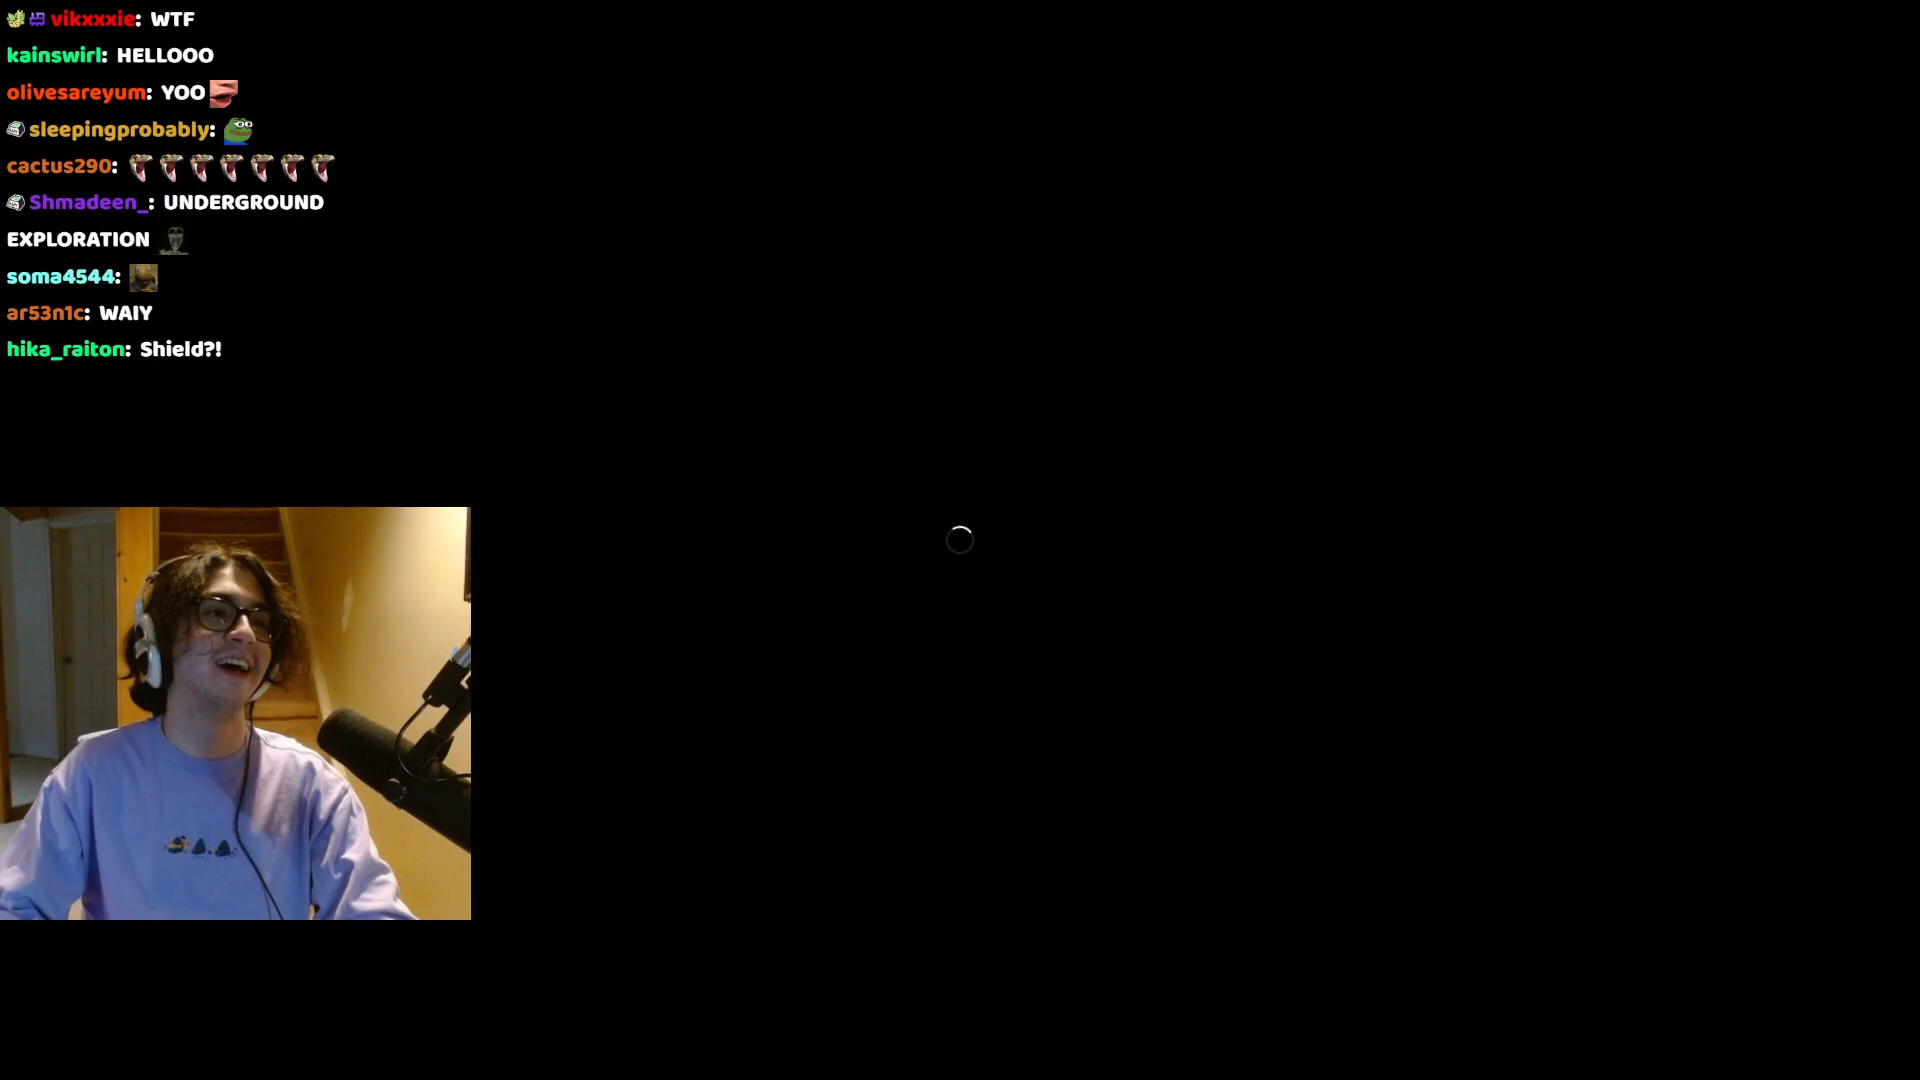 vikxxxie: WTF
kainswirl: HELLOOO
olivesareyum: YOO
sleepingprobably:
cactus290:
Shmadeen_: UNDERGROUND
EXPLORATION
soma4544:
ar53n1c: WAIY
hika_raiton: Shield?!